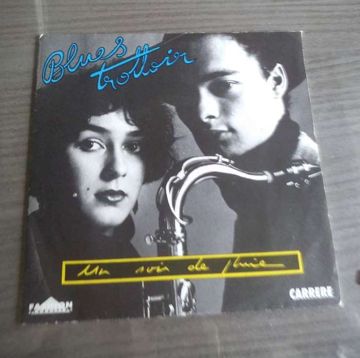 Blues
trottoir
Un soir de pluie
CARRERE